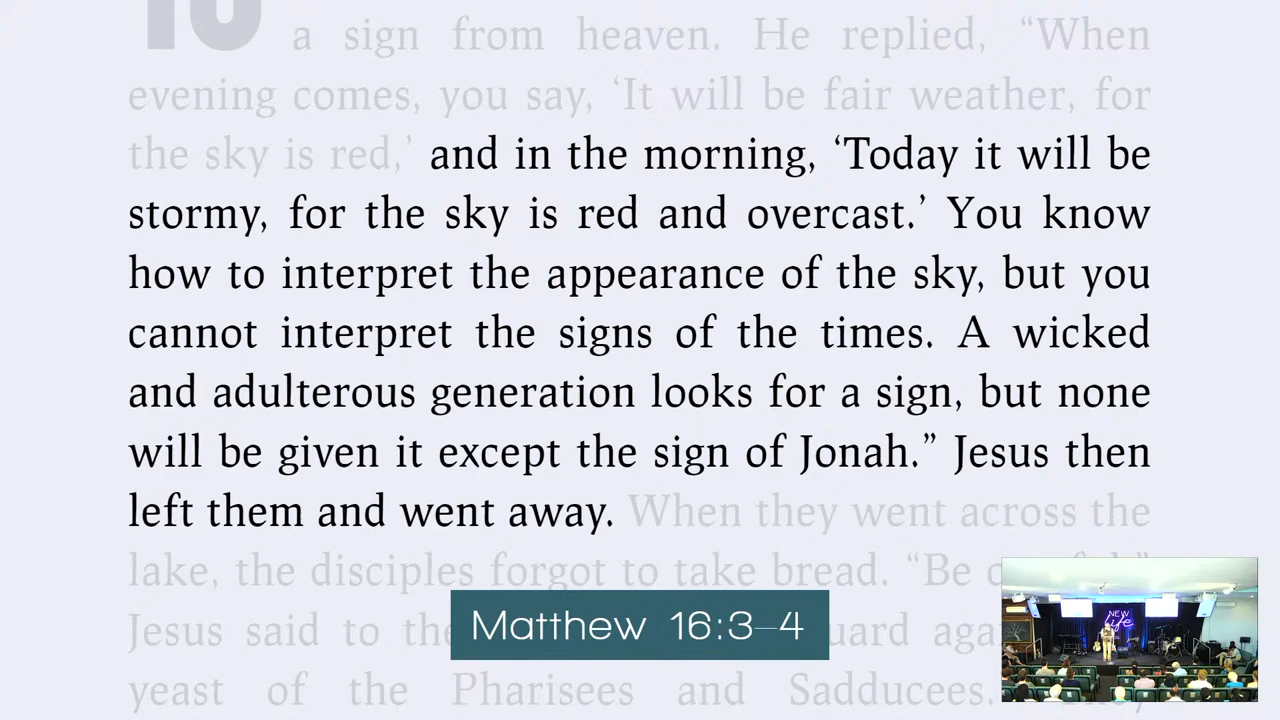 a sign from heaven. He replied, “When
evening comes, you say, ‘It will be fair weather, for
the sky is red,’ and in the morning, ‘Today it will be
stormy, for the sky is red and overcast.’ You know
how to interpret the appearance of the sky, but you
cannot interpret the signs of the times. A wicked
and adulterous generation looks for a sign, but none
will be given it except the sign of Jonah.” Jesus then
left them and went away. When they went across the
lake, the disciples forgot to take bread. “Be
Jesus said to
yeast of the Pharisees and Sadducees.
Matthew 16:3–4
NEW
life